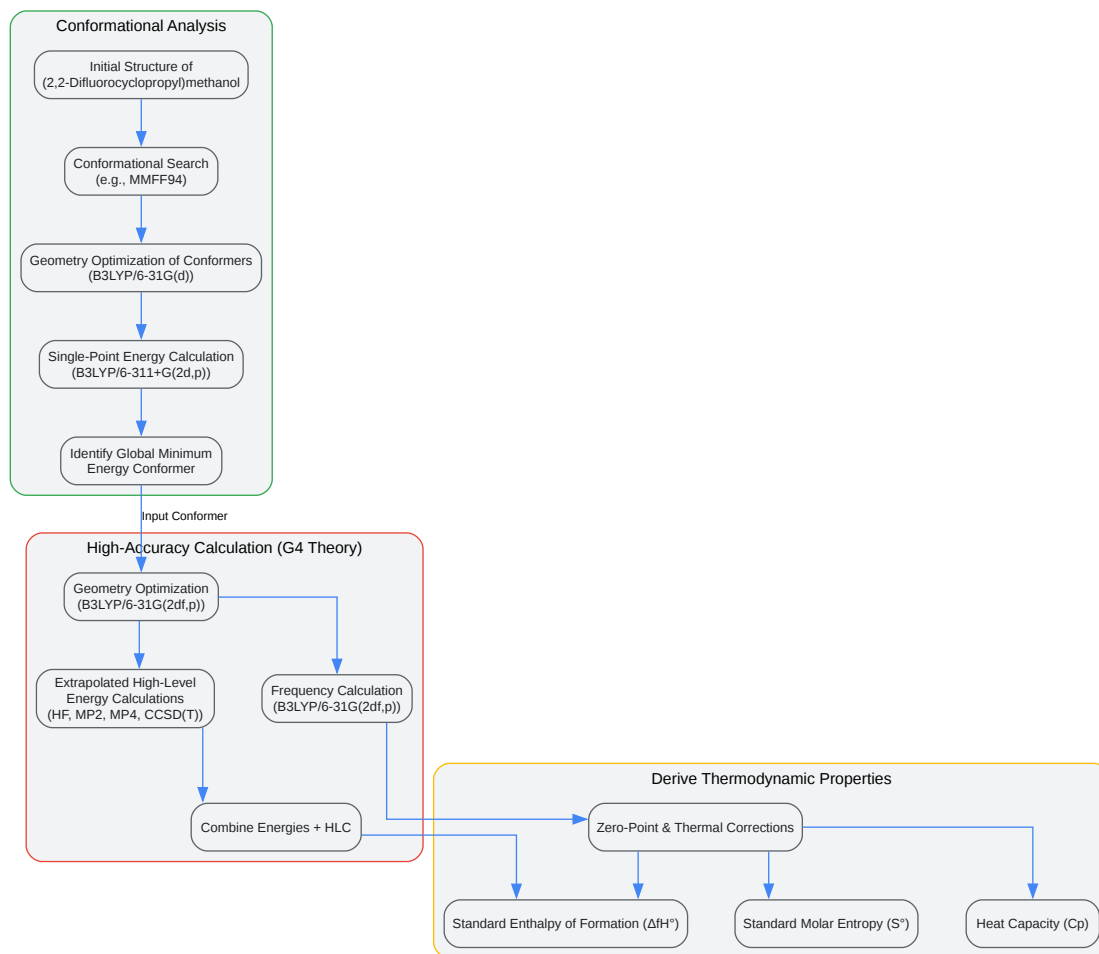 Conformational Analysis
Initial Structure of
(2,2-Difluorocyclopropyl)methanol
Conformational Search
(e.g., MMFF94)
Geometry Optimization of Conformers
(B3LYP/6-31G(d))
Single-Point Energy Calculation
(B3LYP/6-311+G(2d,p))
Identify Global Minimum
Energy Conformer
Input Conformer
High-Accuracy Calculation (G4 Theory)
Geometry Optimization
(B3LYP/6-31G(2df,p))
Extrapolated High-Level
Energy Calculations
(HF, MP2, MP4, CCSD(T))
Frequency Calculation
(B3LYP/6-31G(2df,p))
Combine Energies + HLC
Derive Thermodynamic Properties
Zero-Point & Thermal Corrections
Standard Enthalpy of Formation (ΔfH°)
Standard Molar Entropy (S°)
Heat Capacity (Cp)